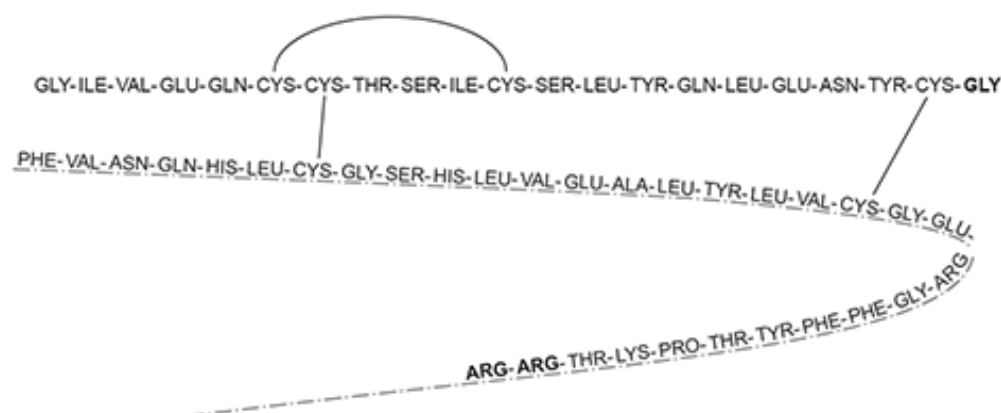 GLY-ILE-VAL-GLU-GLN-CYS-CYS-THR-SER-ILE-CYS-SER-LEU-TYR-GLN-LEU-GLU-ASN-TYR-CYS-GLY
PHE-VAL-ASN-GLN-HIS-LEU-CYS-GLY-SER-HIS-LEU-VAL-GLU-ALA-LEU-TYR-LEU-VAL-CYS-GLY-GLU-
ARG-ARG-THR-LYS-PRO-THR-TYR-PHE-PHE-GLY-ARG